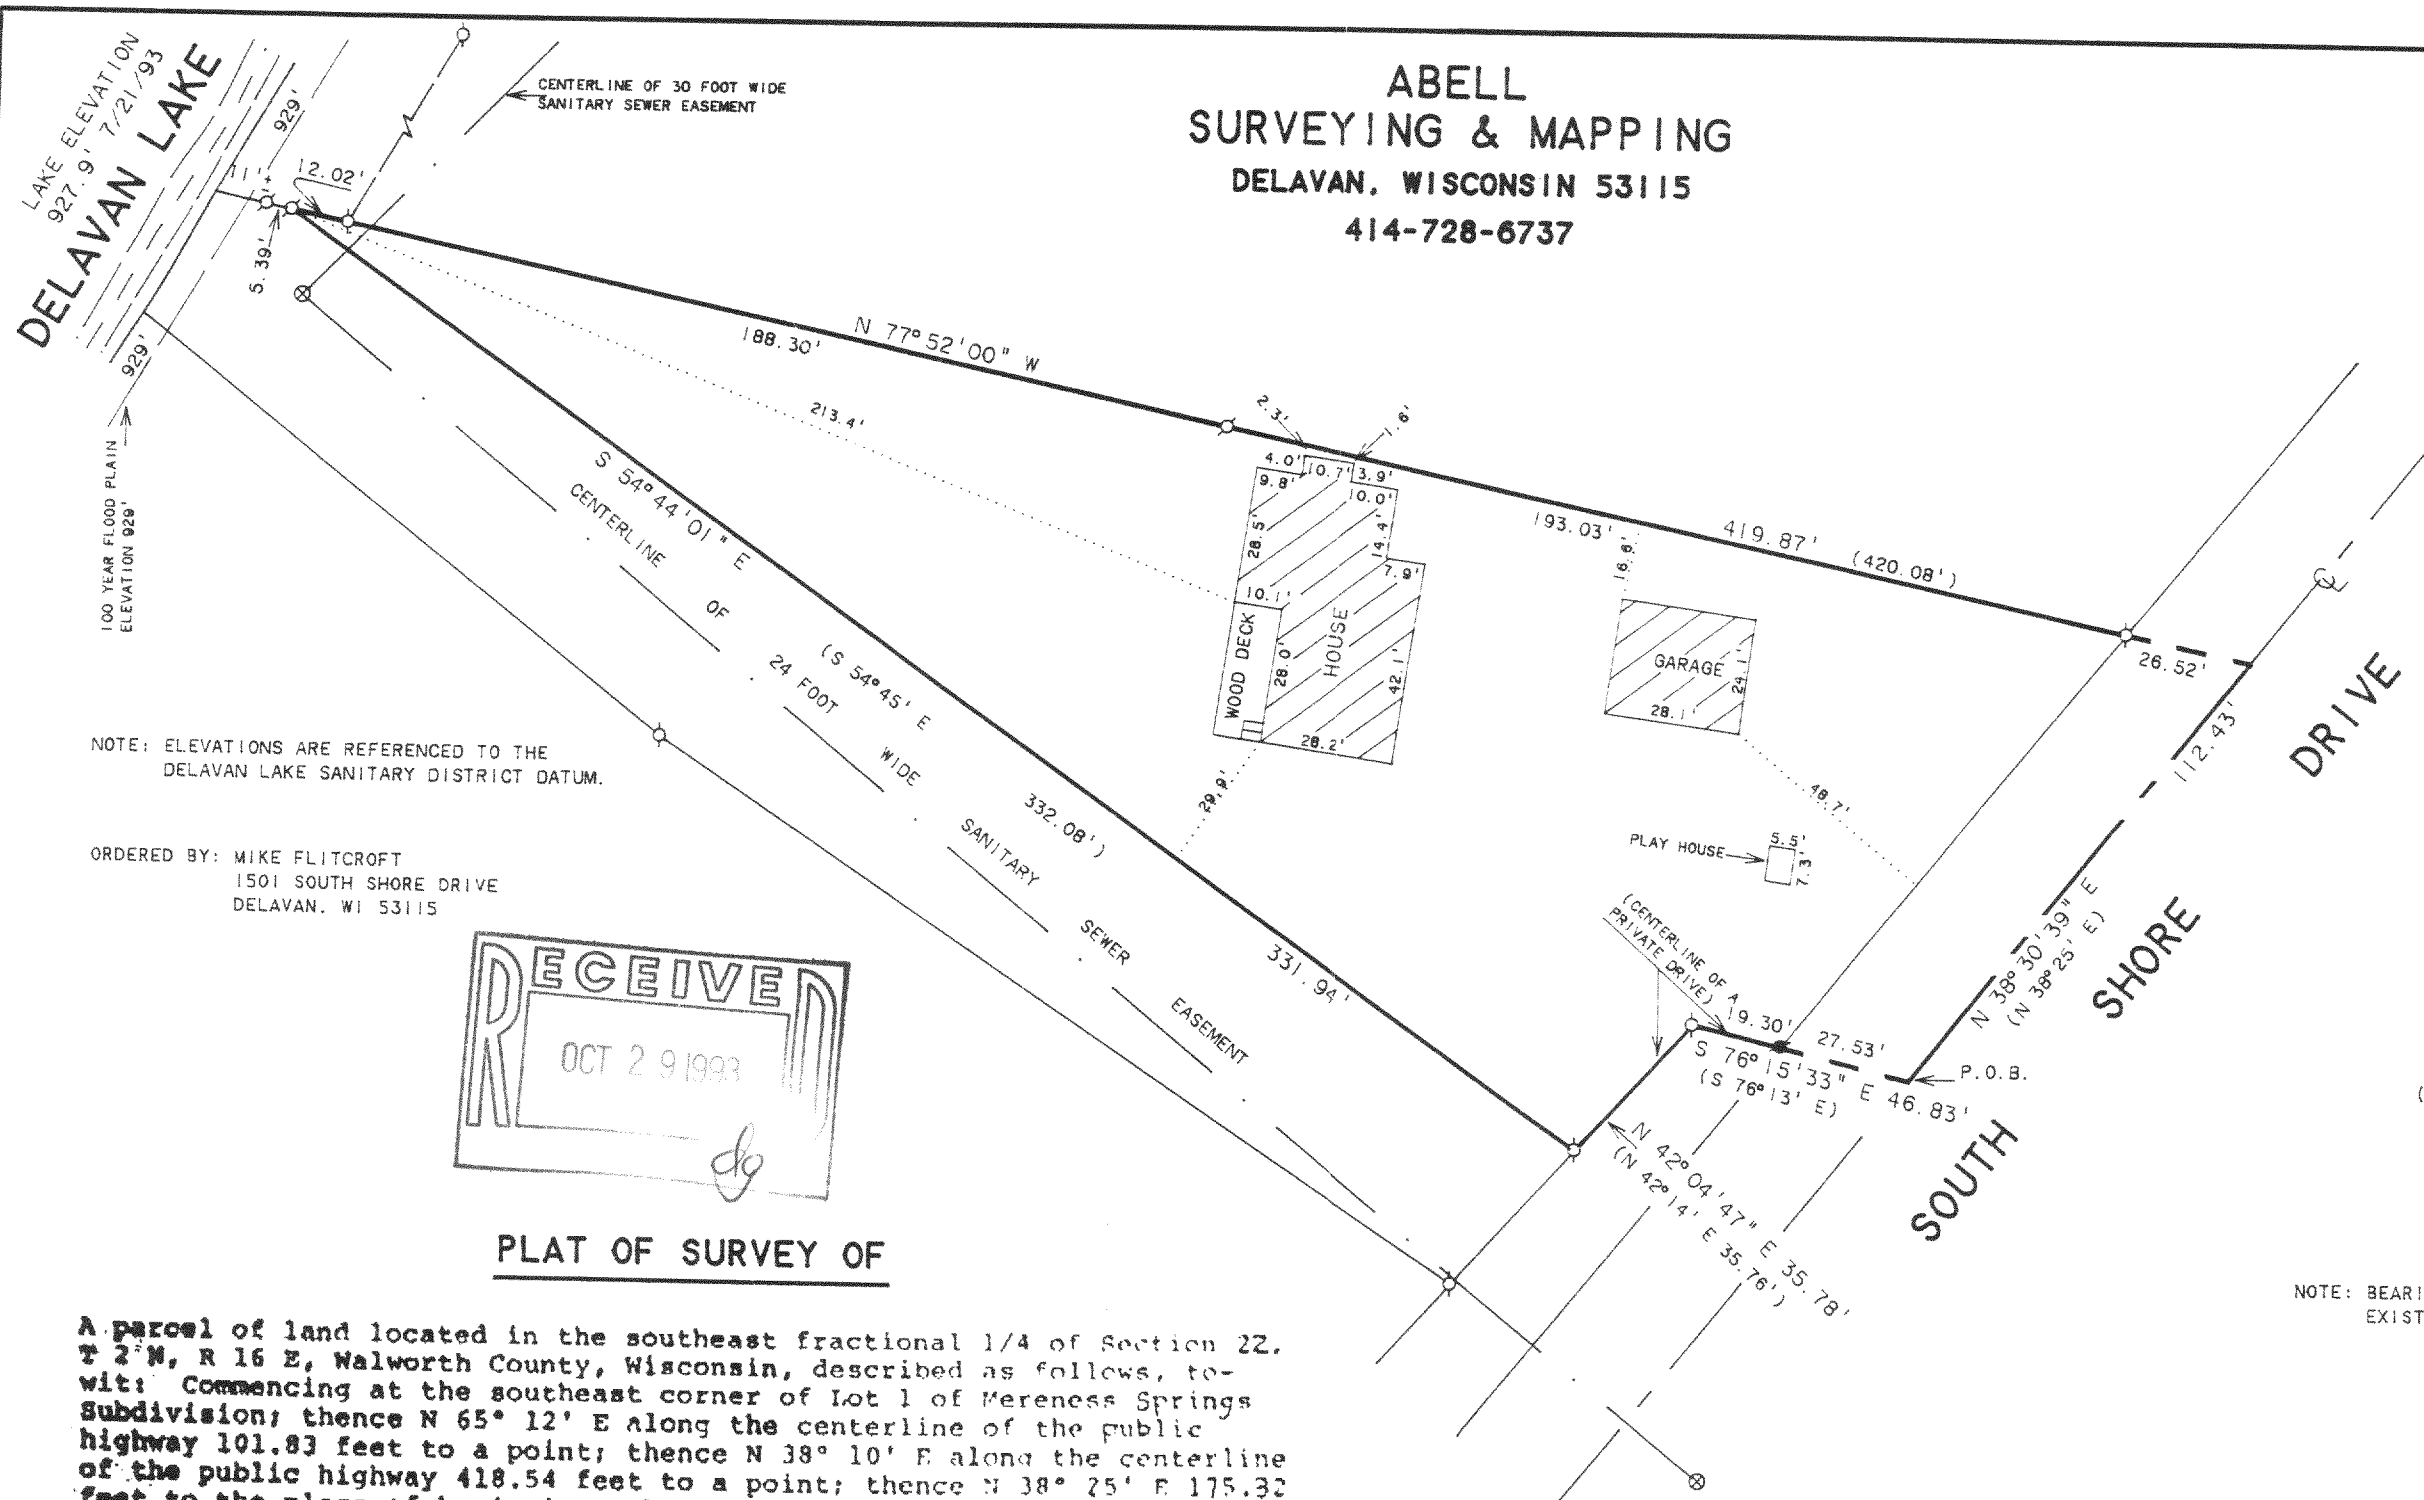 ABELL
SURVEYING & MAPPING
DELAVAN, WISCONSIN 53115
414-728-6737
LAKE ELEVATION
927.9' 7/21/93
DELAVAN LAKE
929'
929'
CENTERLINE OF 30 FOOT WIDE
SANITARY SEWER EASEMENT
11'±
12.02'
5.39'
100 YEAR FLOOD PLAIN
ELEVATION 929'
N 77°52'00" W
188.30'
213.4'
2.3'
1.6'
4.0'
10.7'
3.9'
9.8'
10.0'
28.5'
14.4'
7.9'
10.1'
WOOD DECK
28.0'
HOUSE
42.1'
28.2'
29.9'
193.03'
419.87' (420.08')
16.6'
GARAGE
24.1'
28.1'
48.7'
26.52'
112.43'
S 54°44'01" E
(S 54°45' E 332.08')
331.94'
CENTERLINE OF 24 FOOT WIDE SANITARY SEWER EASEMENT
PLAY HOUSE
5.5'
7.3'
(CENTERLINE OF A
PRIVATE DRIVE)
19.30'
27.53'
S 76°15'33" E 46.83'
(S 76°13' E)
P.O.B.
N 38°30'39" E
(N 38°25' E)
N 42°04'47" E 35.78'
(N 42°14' E 35.76')
SOUTH SHORE DRIVE
NOTE: ELEVATIONS ARE REFERENCED TO THE
DELAVAN LAKE SANITARY DISTRICT DATUM.
ORDERED BY: MIKE FLITCROFT
1501 SOUTH SHORE DRIVE
DELAVAN, WI 53115
RECEIVED
OCT 29 1993
dg
NOTE: BEARI
EXIST
PLAT OF SURVEY OF
A parcel of land located in the southeast fractional 1/4 of Section 22,
T 2 N, R 16 E, Walworth County, Wisconsin, described as follows, to-
wit: Commencing at the southeast corner of Lot 1 of Mereness Springs
Subdivision; thence N 65° 12' E along the centerline of the public
highway 101.83 feet to a point; thence N 38° 10' E along the centerline
of the public highway 418.54 feet to a point; thence N 38° 25' E 175.32
feet to the place